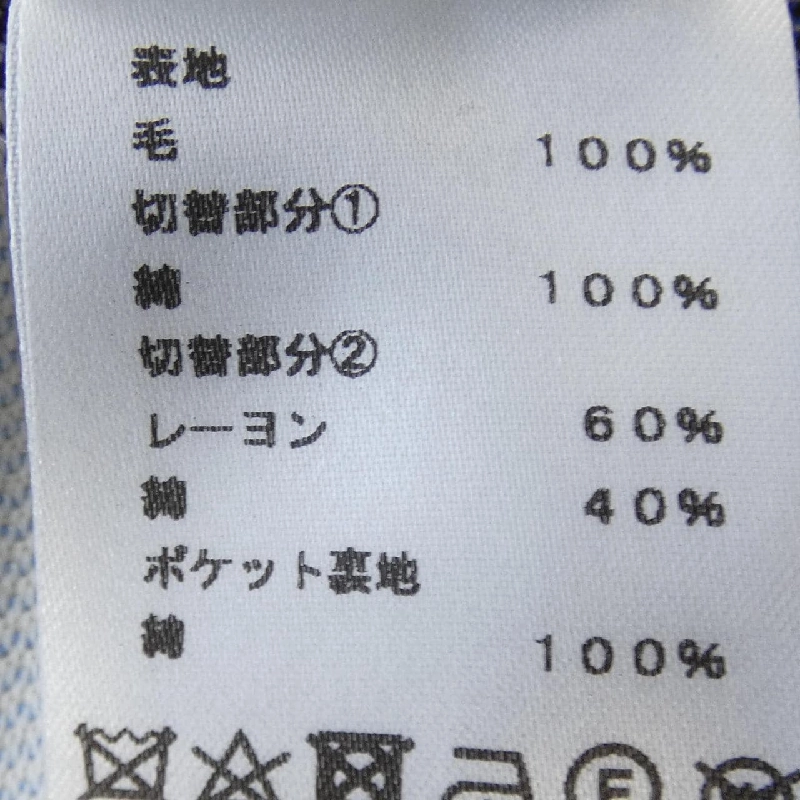 表地
毛 100%
切替部分①
綿 100%
切替部分②
レーヨン 60%
綿 40%
ポケット裏地
綿 100%
F